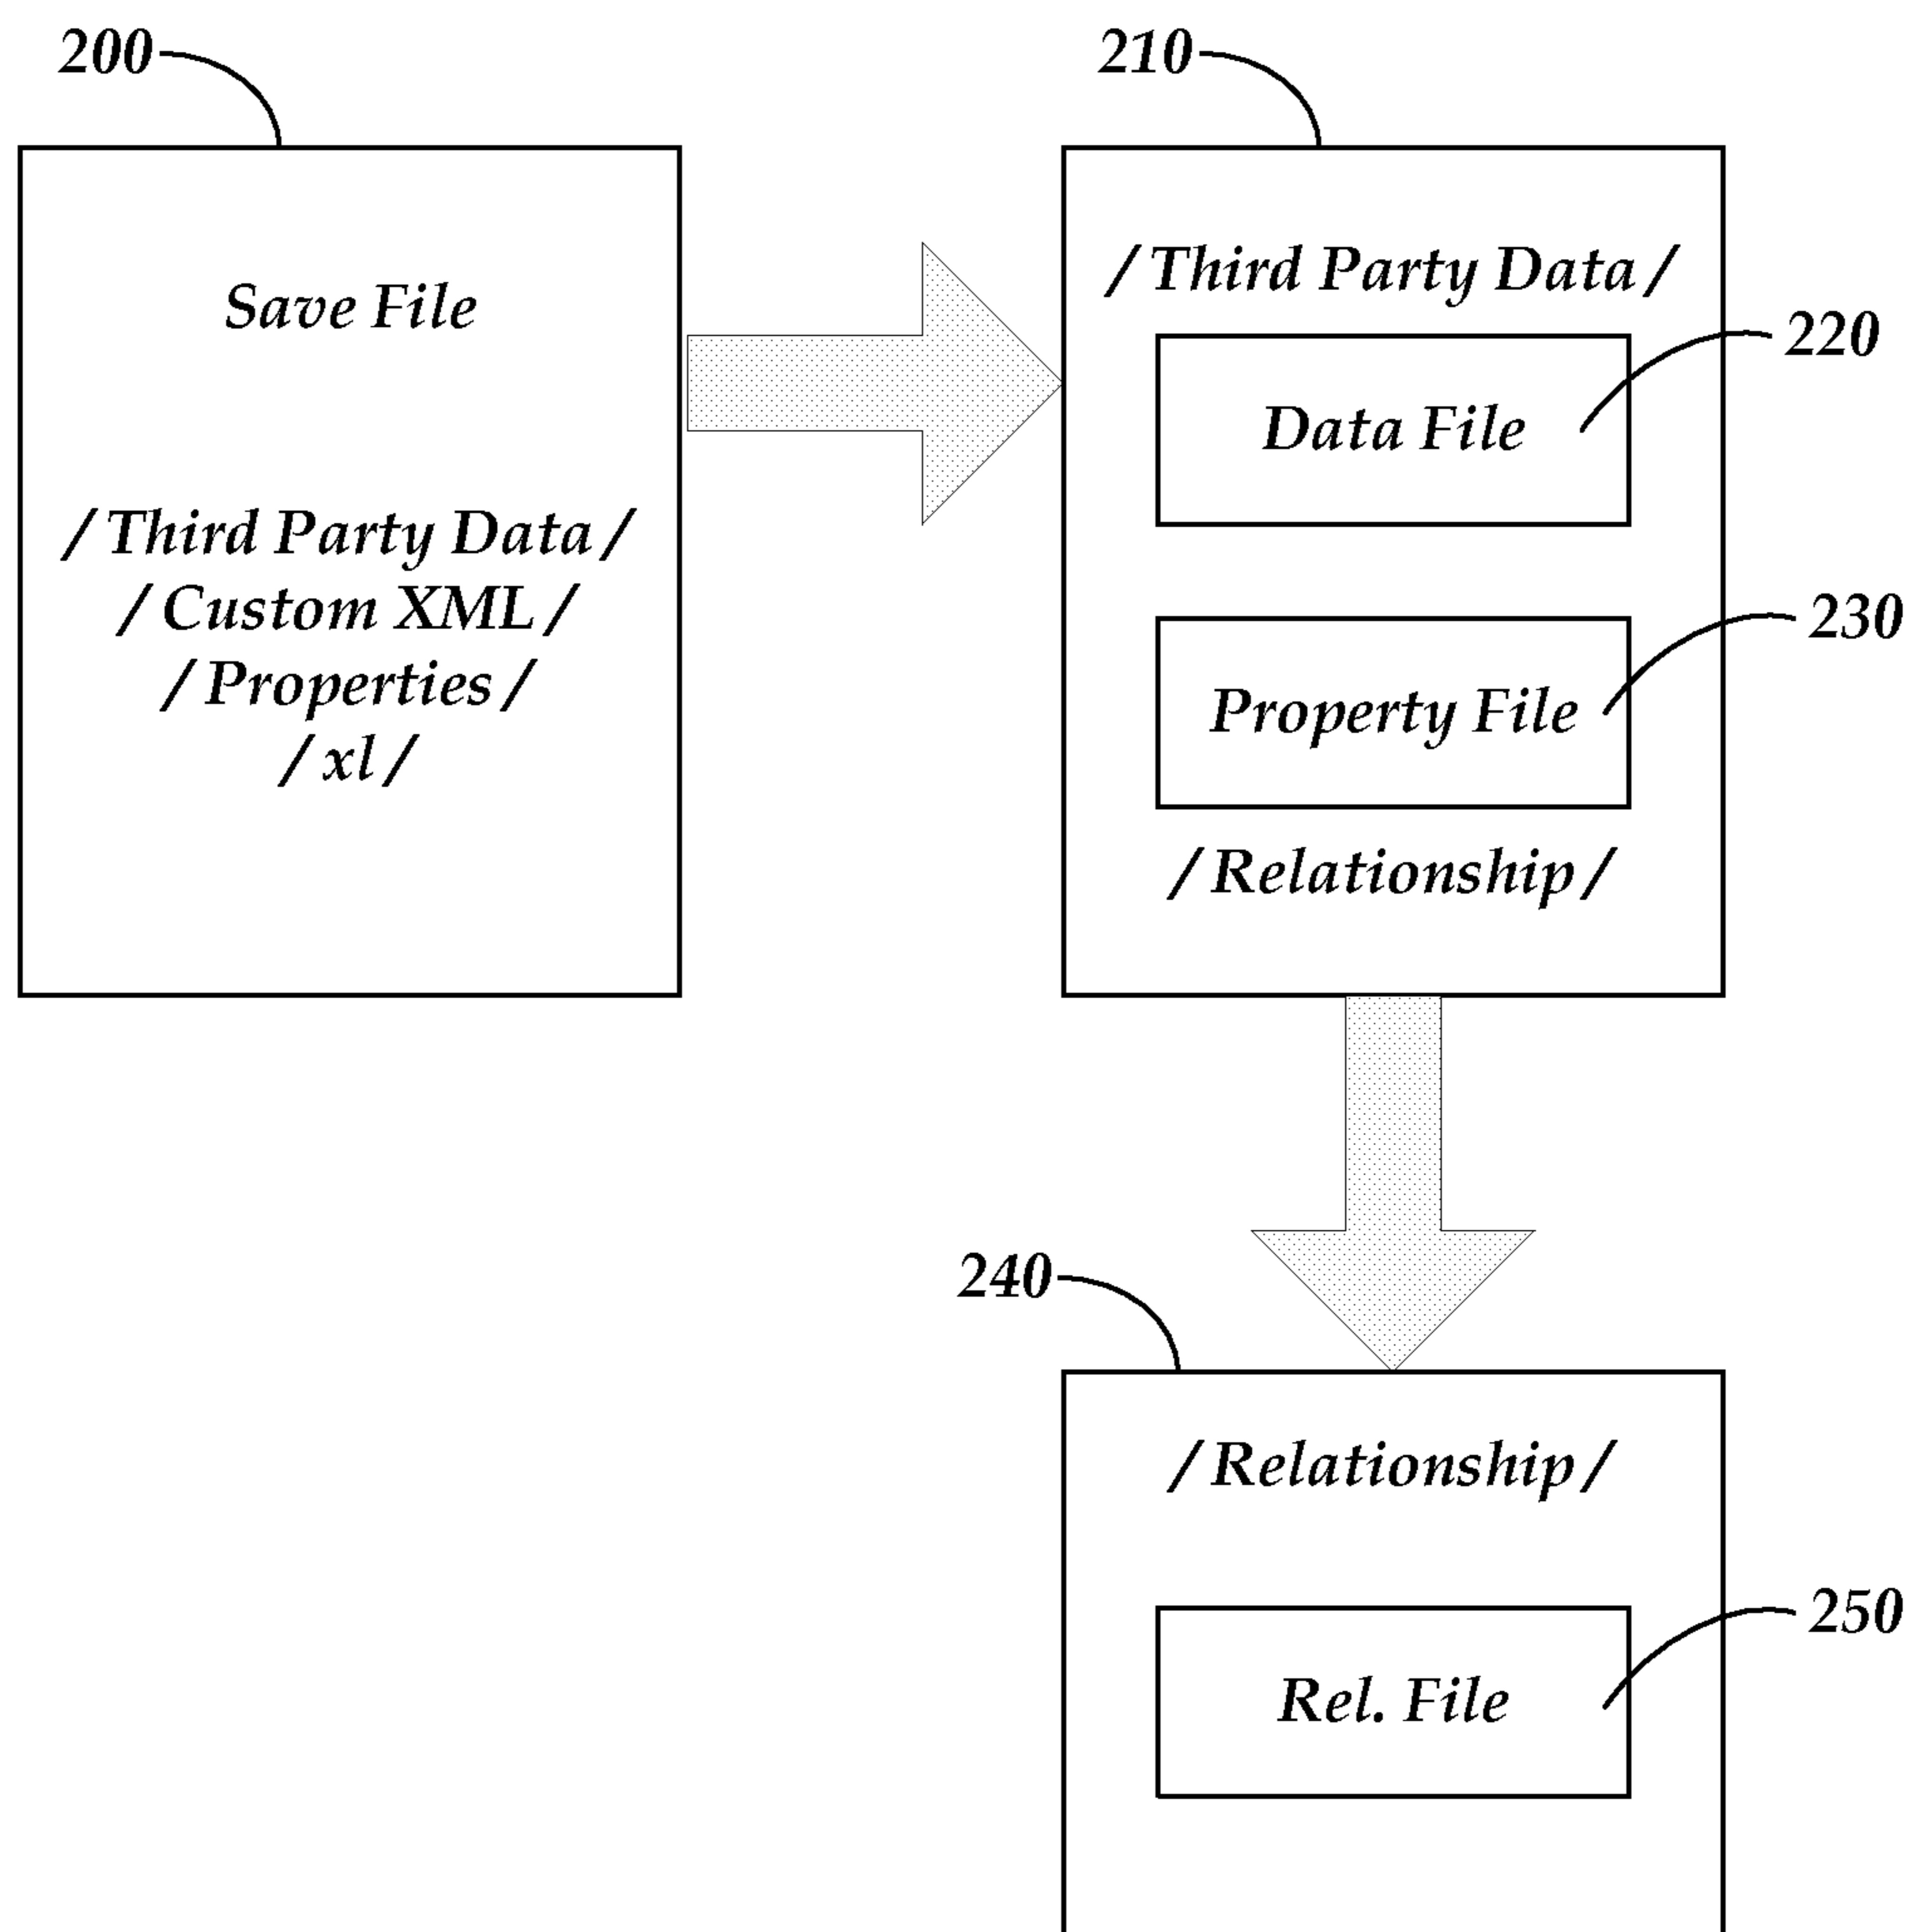 200
Save File
/Third Party Data/
/Custom XML/
/Properties/
/xl/
210
/Third Party Data/
220
Data File
230
Property File
/Relationship/
240
/Relationship/
250
Rel. File